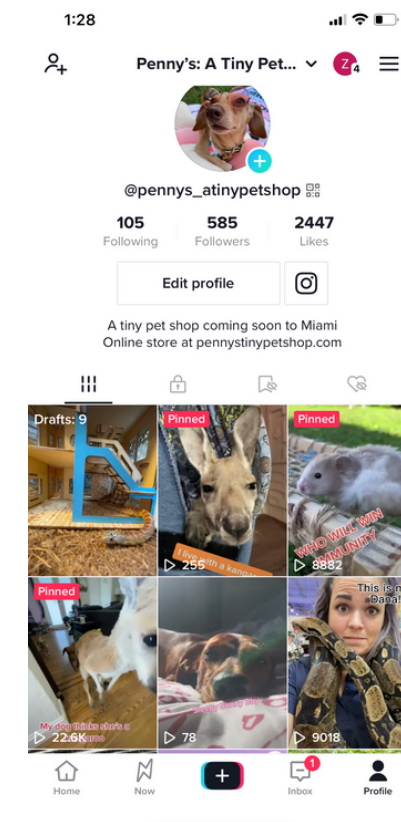 1:28
Penny's: A Tiny Pet...
Z
4
@pennys_atinypetshop
105
585
2447
Following
Followers
Likes
Edit profile
A tiny pet shop coming soon to Miami
Online store at pennystinypetshop.com
Drafts: 9
Pinned
Pinned
I live with a kangar
255
WHO WILL WIN
IMMUNITY
8882
Pinned
My dog thinks she's a
22.6K
78
This is
Dana!
9018
Home
Now
Inbox
1
Profile